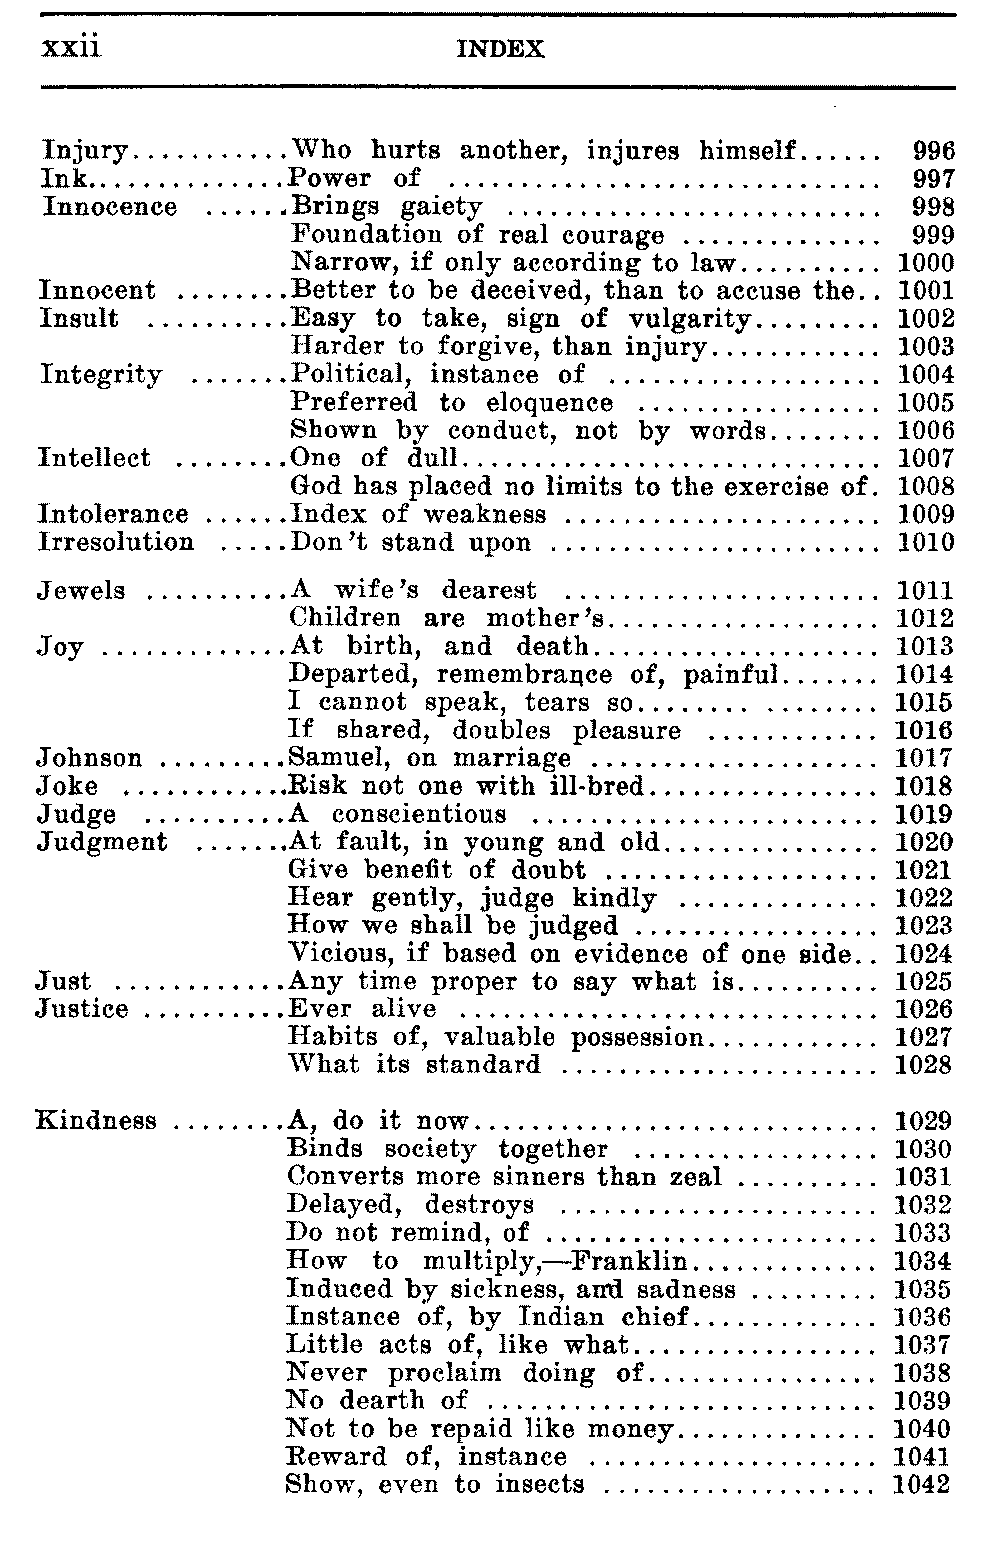 xxii INDEX
Injury...........Who hurts another, injures himself...... 996
Ink..............Power of .............................. 997
Innocence ......Brings gaiety .......................... 998
Foundation of real courage .............. 999
Narrow, if only according to law.......... 1000
Innocent ........Better to be deceived, than to accuse the.. 1001
Insult ..........Easy to take, sign of vulgarity......... 1002
Harder to forgive, than injury............ 1003
Integrity .......Political, instance of ................... 1004
Preferred to eloquence ................. 1005
Shown by conduct, not by words........ 1006
Intellect ........One of dull............................. 1007
God has placed no limits to the exercise of. 1008
Intolerance ......Index of weakness ...................... 1009
Irresolution .....Don't stand upon ....................... 1010
Jewels ..........A wife's dearest ...................... 1011
Children are mother's................... 1012
Joy .............At birth, and death.................... 1013
Departed, remembrance of, painful....... 1014
I cannot speak, tears so........ ........ 1015
If shared, doubles pleasure ............ 1016
Johnson .........Samuel, on marriage .................... 1017
Joke ............Risk not one with ill-bred................ 1018
Judge ..........A conscientious ........................ 1019
Judgment .......At fault, in young and old............... 1020
Give benefit of doubt ................... 1021
Hear gently, judge kindly .............. 1022
How we shall be judged ................. 1023
Vicious, if based on evidence of one side.. 1024
Just ............Any time proper to say what is.......... 1025
Justice ..........Ever alive ............................. 1026
Habits of, valuable possession............ 1027
What its standard ...................... 1028
Kindness ........A, do it now............................ 1029
Binds society together ................. 1030
Converts more sinners than zeal .......... 1031
Delayed, destroys ...................... 1032
Do not remind, of ....................... 1033
How to multiply,—Franklin............. 1034
Induced by sickness, and sadness ......... 1035
Instance of, by Indian chief............. 1036
Little acts of, like what................. 1037
Never proclaim doing of................ 1038
No dearth of ........................... 1039
Not to be repaid like money.............. 1040
Reward of, instance .................... 1041
Show, even to insects ................... 1042